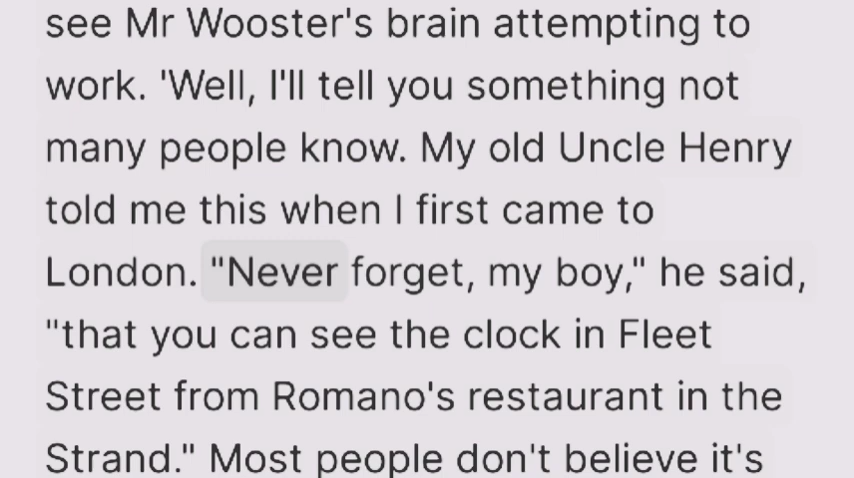 see Mr Wooster's brain attempting to
work. 'Well, I'll tell you something not
many people know. My old Uncle Henry
told me this when I first came to
London. "Never forget, my boy," he said,
"that you can see the clock in Fleet
Street from Romano's restaurant in the
Strand." Most people don't believe it's